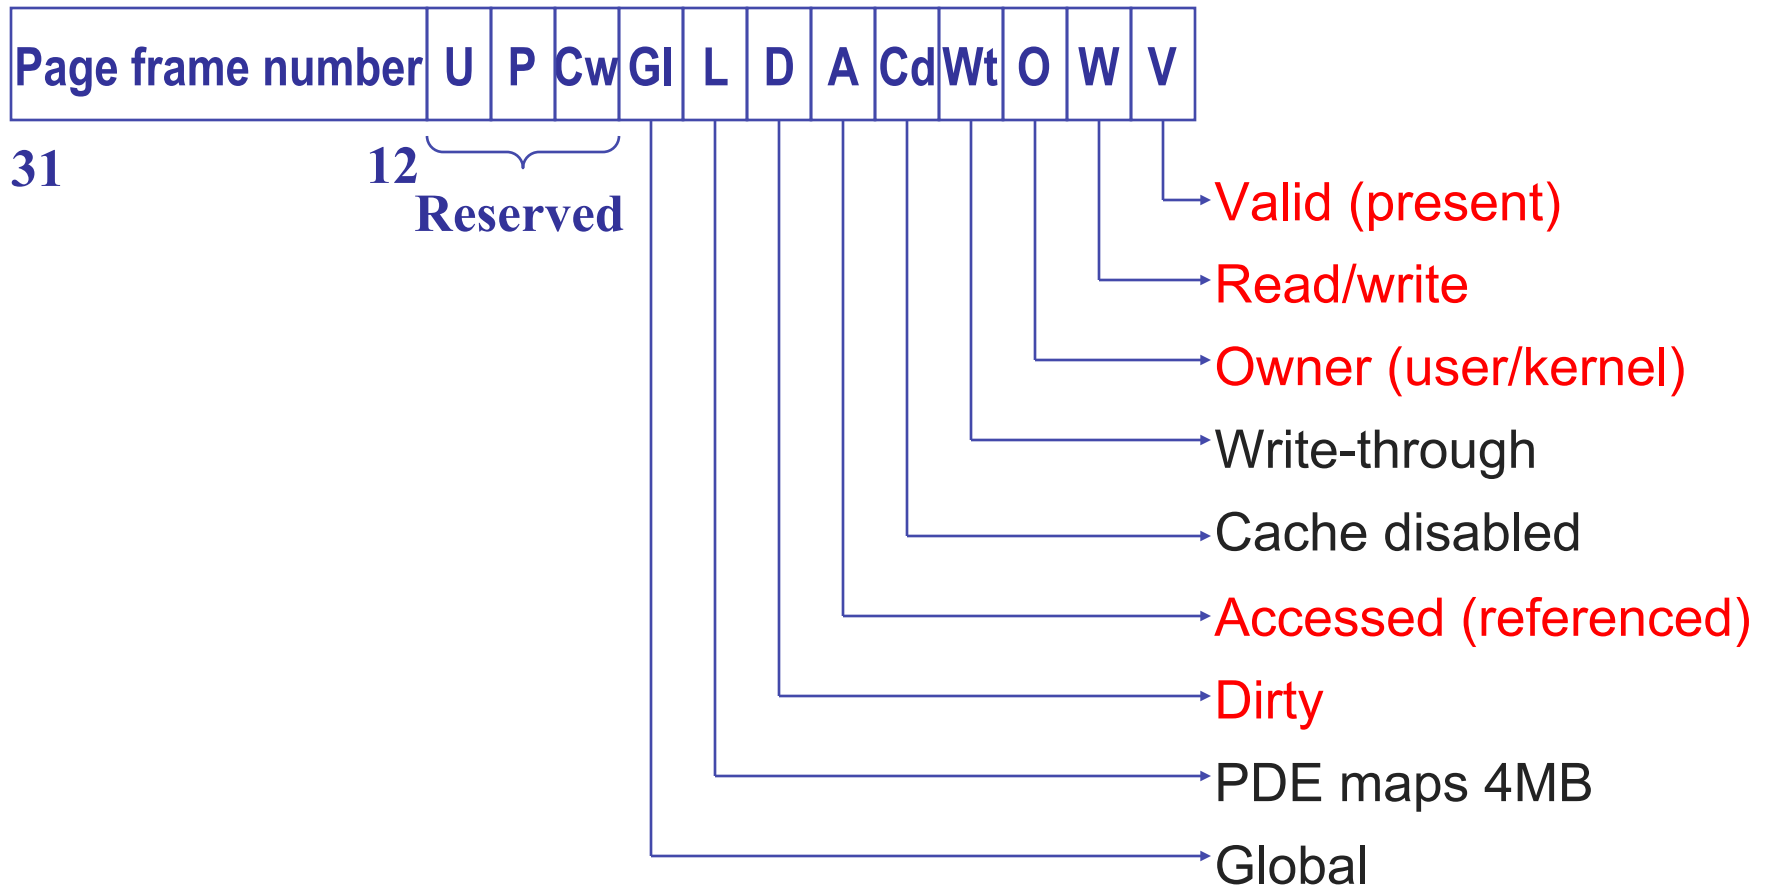 Page frame number U P Cw Gl L D A Cd Wt O W V
31 12
Reserved
Valid (present)
Read/write
Owner (user/kernel)
Write-through
Cache disabled
Accessed (referenced)
Dirty
PDE maps 4MB
Global